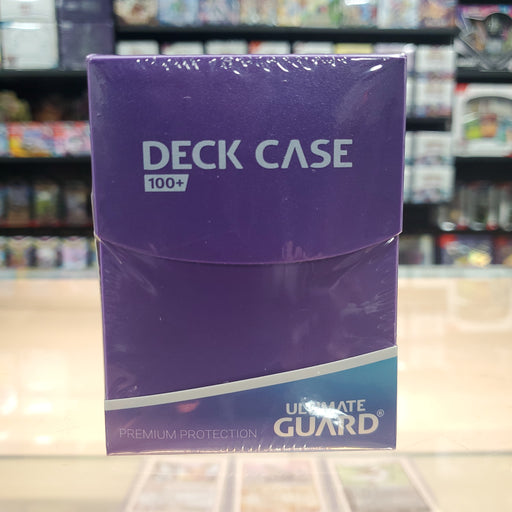 DECK CASE
100+
ULTIMATE
GUARD®
PREMIUM PROTECTION